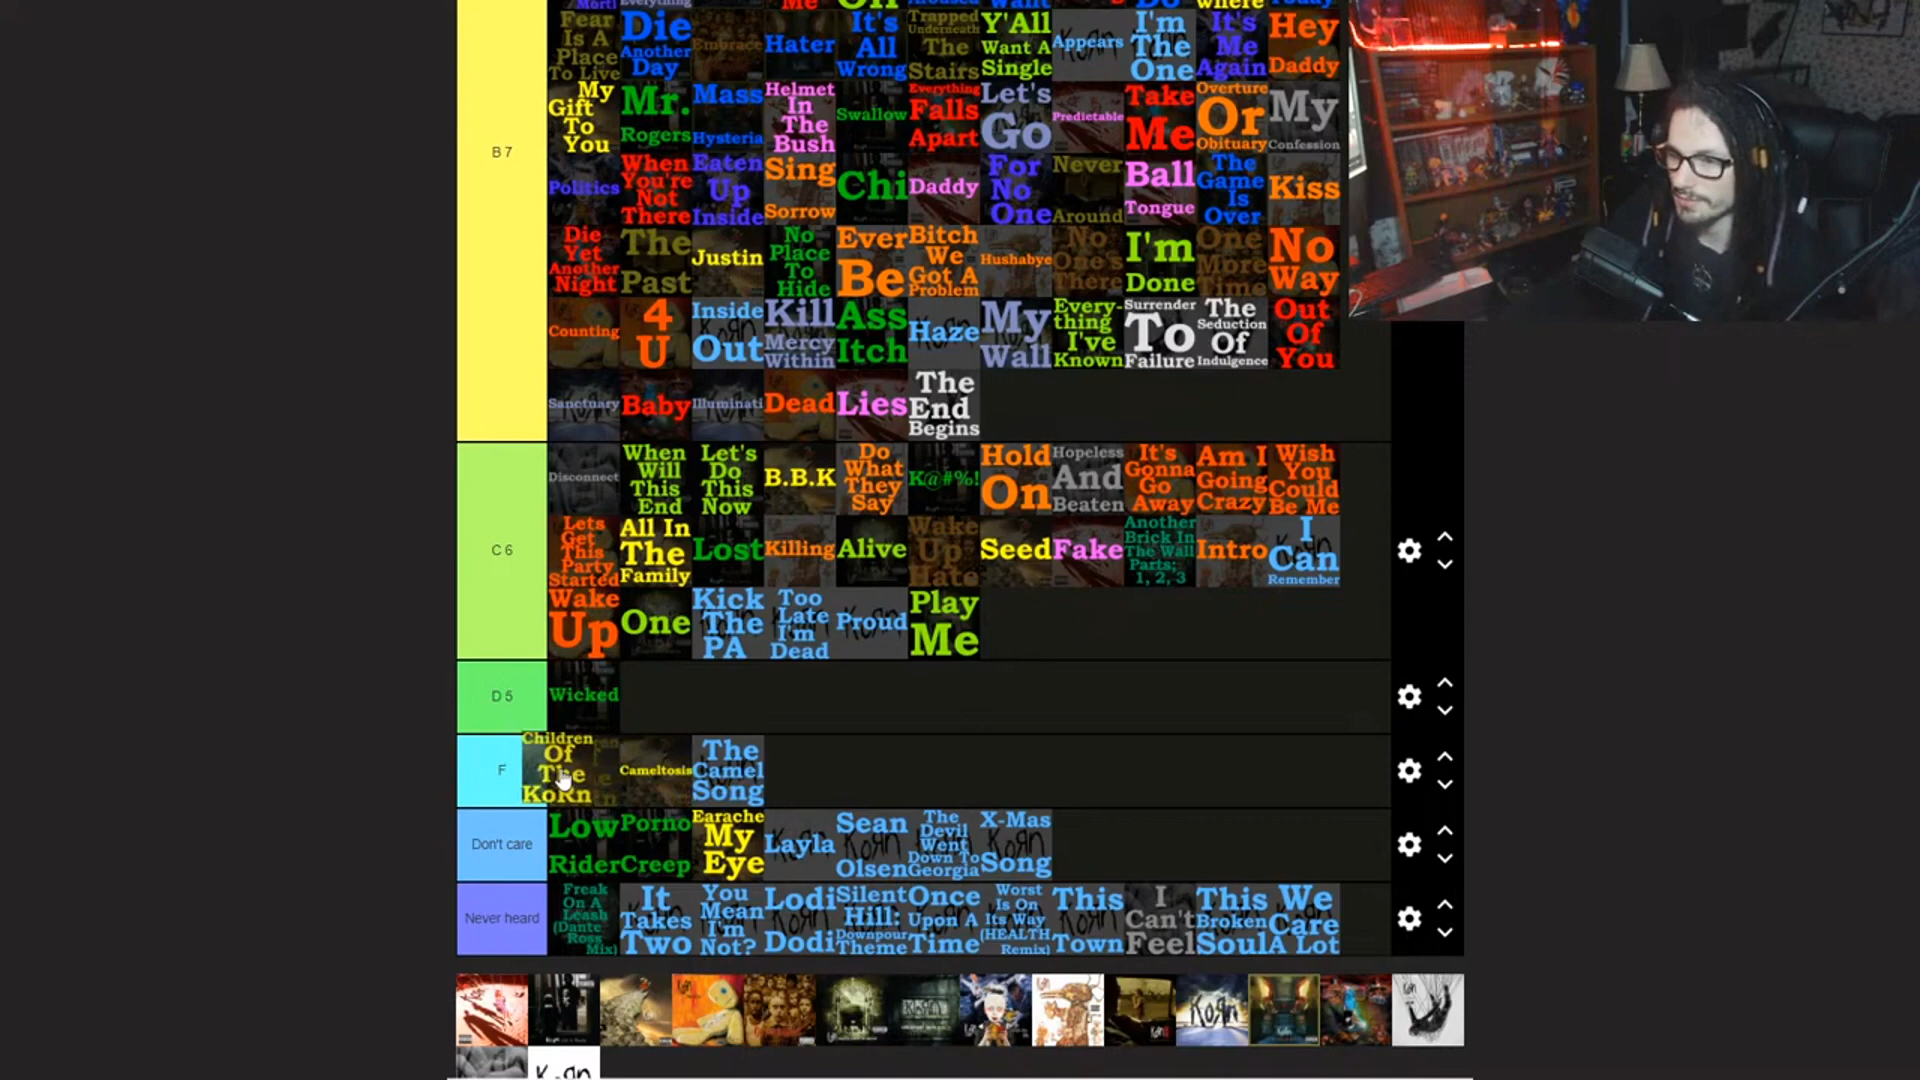 Fear Is A Place To Live
Die Another Day
Embrace
Hater
It's All Wrong
Trapped Underneath The Stairs
Y'All Want A Single
Appears
I'm The One
It's Me Again
Hey Daddy
B 7
My Gift To You
Mr. Rogers
Mass Hysteria
Helmet In The Bush
Swallow
Everything Falls Apart
Let's Go
Predictable
Take Me
Overture Or Obituary
My Confession
Politics
When You're Not There
Eaten Up Inside
Sing Sorrow
Chi
Daddy
For No One
Never Around
Ball Tongue
The Game Is Over
Kiss
Die Yet Another Night
The Past
Justin
No Place To Hide
Ever Be
Bitch We Got A Problem
Hushabye
No One's There
I'm Done
One More Time
No Way
Counting
4 U
Inside Out
Kill Mercy Within
Ass Itch
Haze
My Wall
Every-thing I've Known
Surrender To Failure
The Seduction Of Indulgence
Out Of You
Sanctuary
Baby
Illuminati
Dead
Lies
The End Begins
C 6
Disconnect
When Will This End
Let's Do This Now
B.B.K
Do What They Say
K@#%!
Hold On
Hopeless And Beaten
It's Gonna Go Away
Am I Going Crazy
Wish You Could Be Me
Lets Get This Party Started
All In The Family
Lost
Killing
Alive
Wake Up Hate
Seed
Fake
Another Brick In The Wall Parts; 1, 2, 3
Intro
I Can Remember
Wake Up
One
Kick The PA
Too Late I'm Dead
Proud
Play Me
D 5
Wicked
F
Children Of The KoRn
Cameltosis
The Camel Song
Don't care
Low Rider
Porno Creep
Earache My Eye
Layla
Sean Olsen
The Devil Went Down To Georgia
X-Mas Song
Never heard
Freak On A Leash (Dante Ross Mix)
It Takes Two
You Mean I'm Not?
Lodi Dodi
Silent Hill: Downpour Theme
Once Upon A Time
Worst Is On Its Way (HEALTH Remix)
This Town
I Can't Feel
This Broken Soul
We Care A Lot